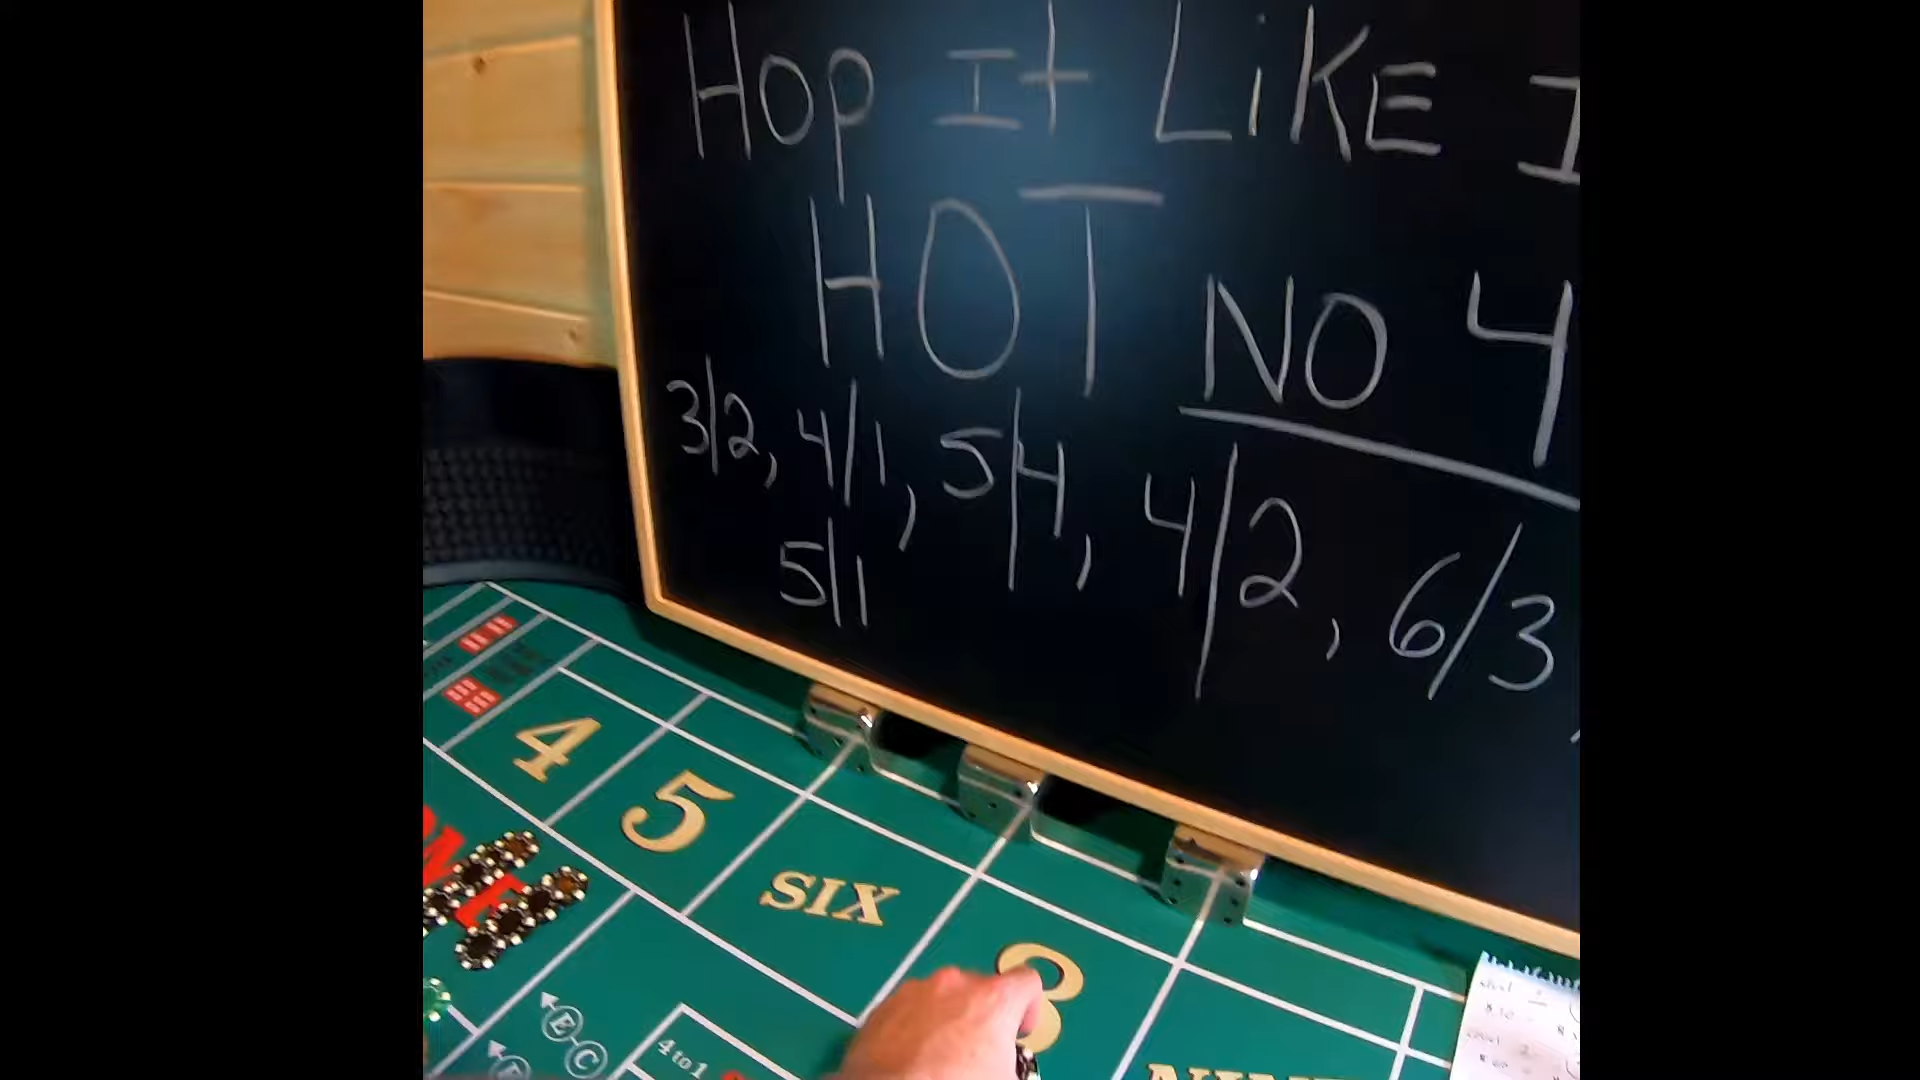 Hop It LiKE I
HOT NO 4
3/2, 4/1, 5/4, 4/2, 6/3,
5/1
4
5
SIX
8
E C
4 to 1